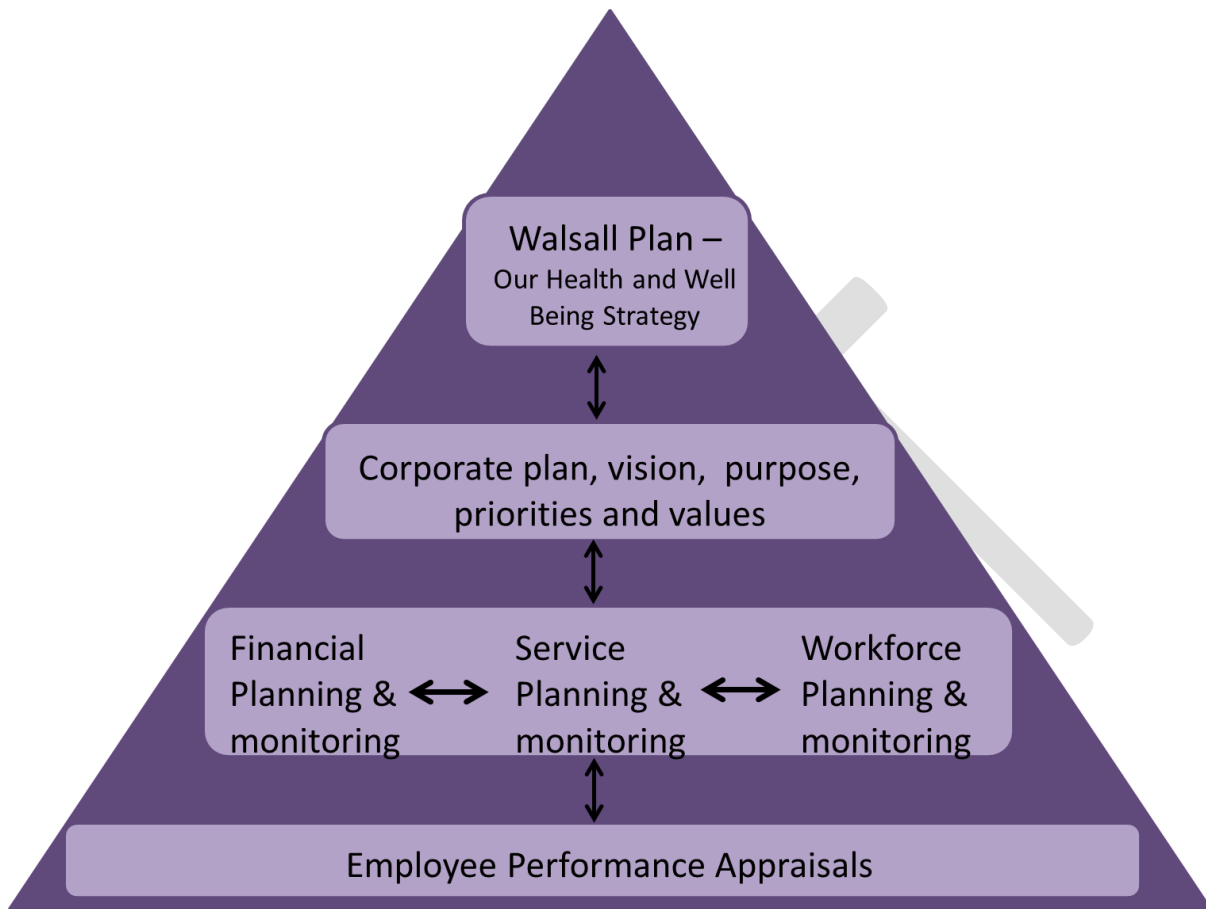 Walsall Plan –
Our Health and Well
Being Strategy
Corporate plan, vision,  purpose,
priorities and values
Financial
Planning &
monitoring
Service
Planning &
monitoring
Workforce
Planning &
monitoring
Employee Performance Appraisals